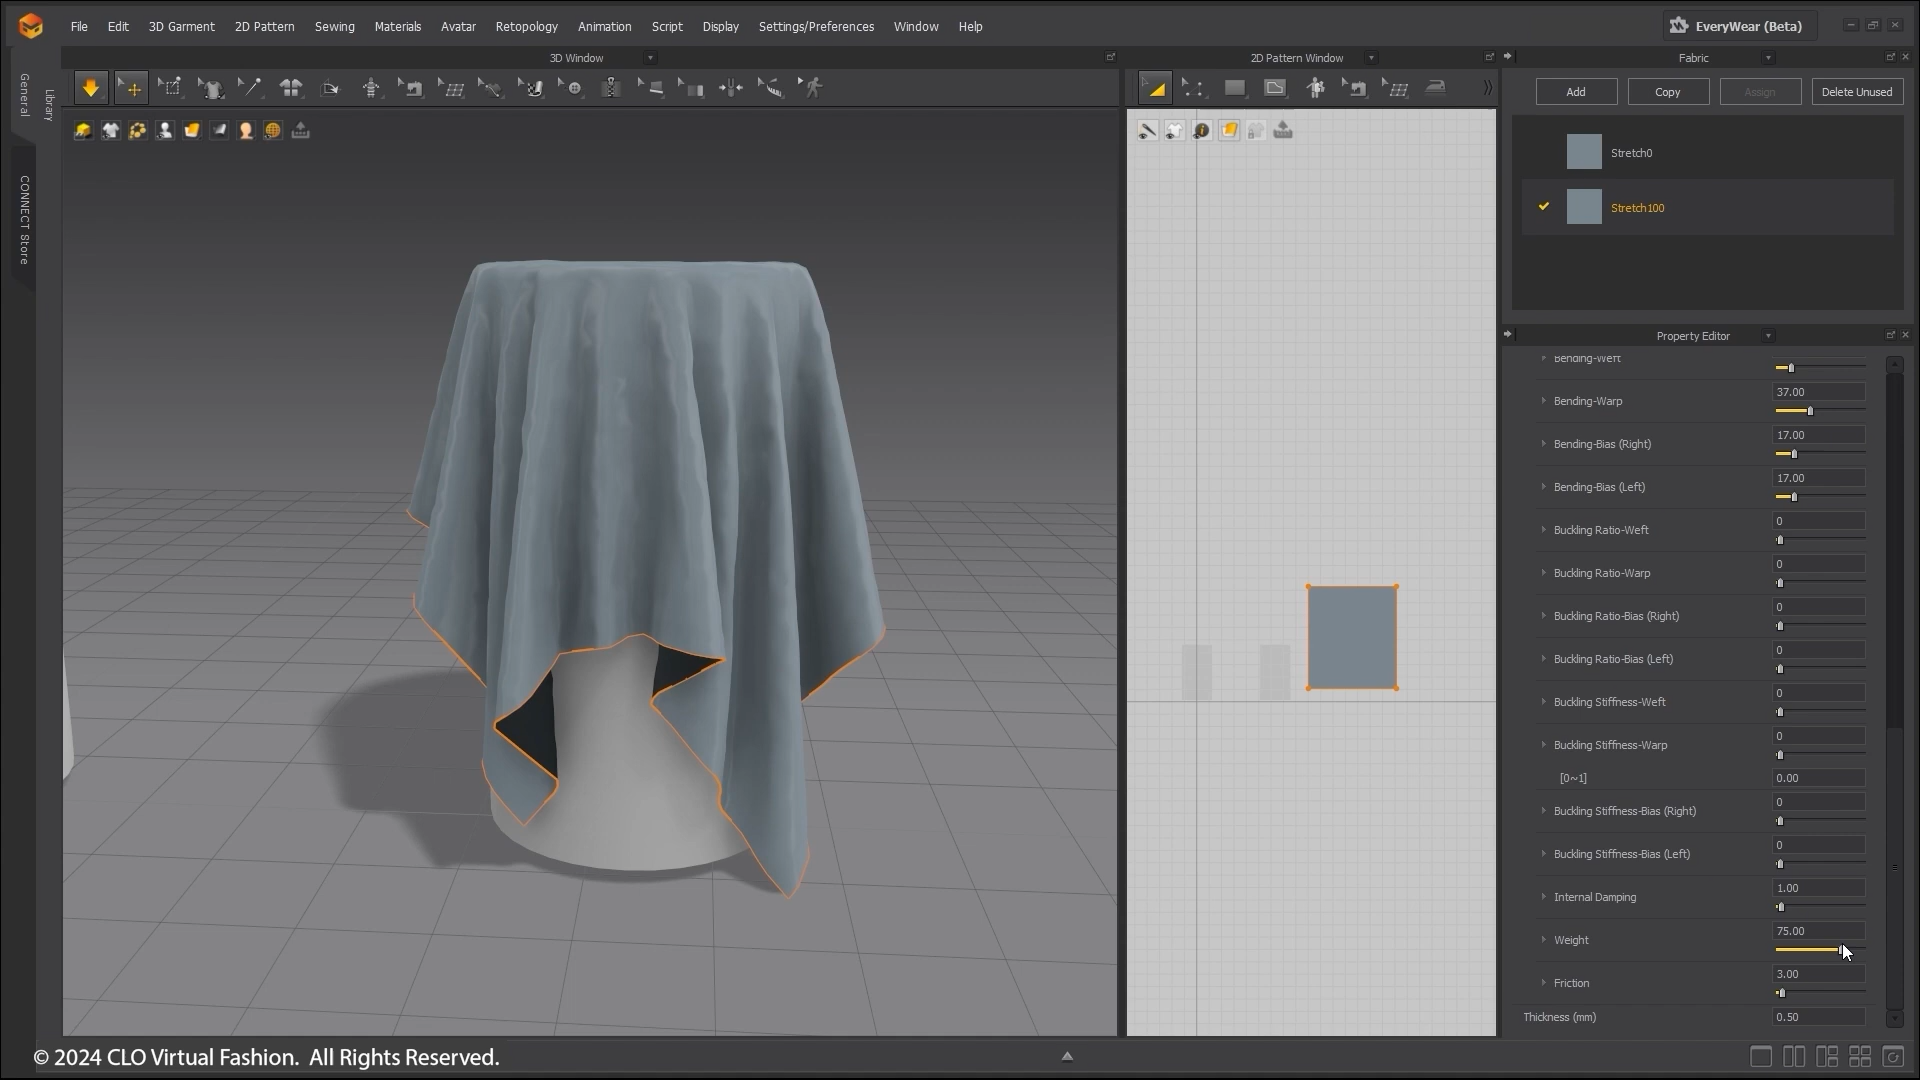 File Edit 3D Garment 2D Pattern Sewing Materials Avatar Retopology Animation Script Display Settings/Preferences Window Help EveryWear (Beta)
3D Window 2D Pattern Window Fabric
General
Library
CONNECT Store
Add Copy Assign Delete Unused
Stretch0
Stretch100
Property Editor
Bending-Weft
Bending-Warp 37.00
Bending-Bias (Right) 17.00
Bending-Bias (Left) 17.00
Buckling Ratio-Weft 0
Buckling Ratio-Warp 0
Buckling Ratio-Bias (Right) 0
Buckling Ratio-Bias (Left) 0
Buckling Stiffness-Weft 0
Buckling Stiffness-Warp 0
[0~1] 0.00
Buckling Stiffness-Bias (Right) 0
Buckling Stiffness-Bias (Left) 0
Internal Damping 1.00
Weight 75.00
Friction 3.00
Thickness (mm) 0.50
© 2024 CLO Virtual Fashion. All Rights Reserved.